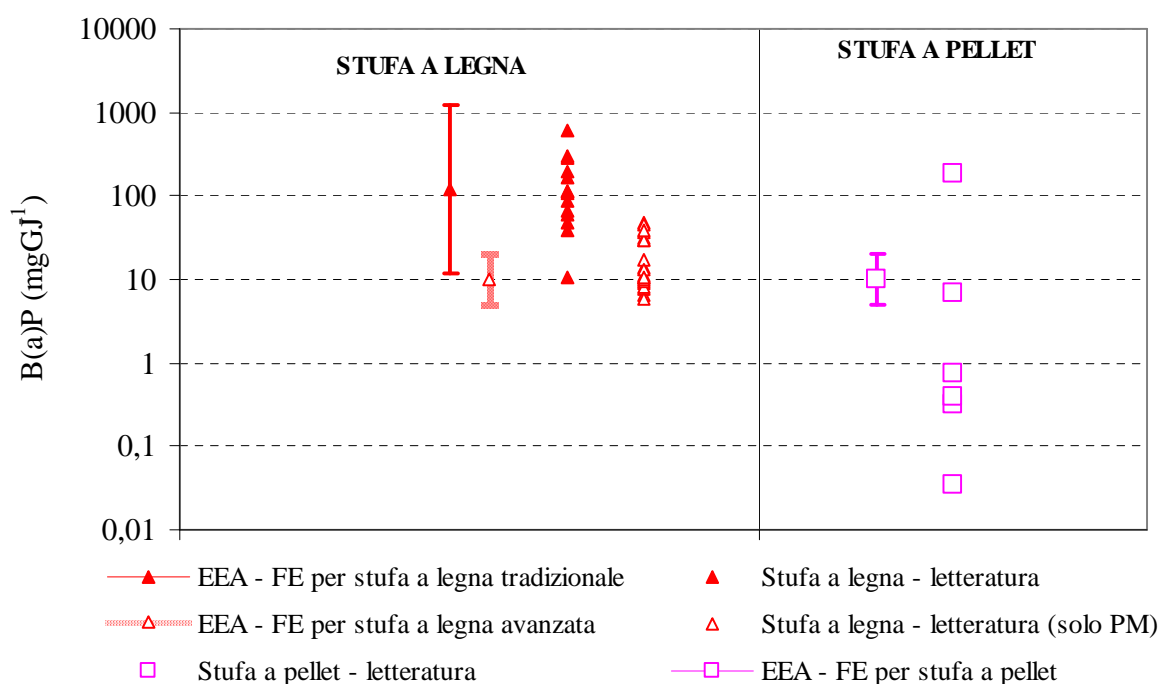 10000
1000
100
10
1
0,1
0,01
B(a)P (mgGJ-1)
STUFA A LEGNA
STUFA A PELLET
EEA - FE per stufa a legna tradizionale
Stufa a legna - letteratura
EEA - FE per stufa a legna avanzata
Stufa a legna - letteratura (solo PM)
Stufa a pellet - letteratura
EEA - FE per stufa a pellet